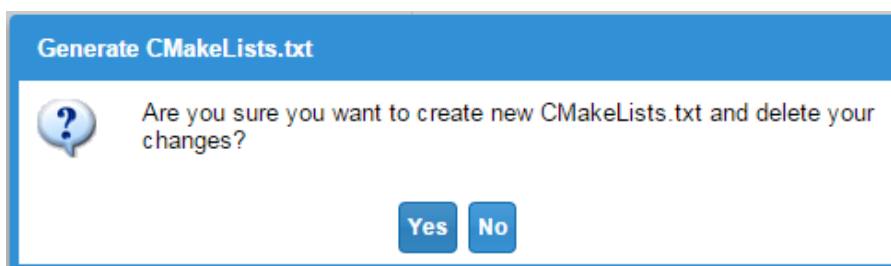 Generate CMakeLists.txt
Are you sure you want to create new CMakeLists.txt and delete your
changes?
Yes No